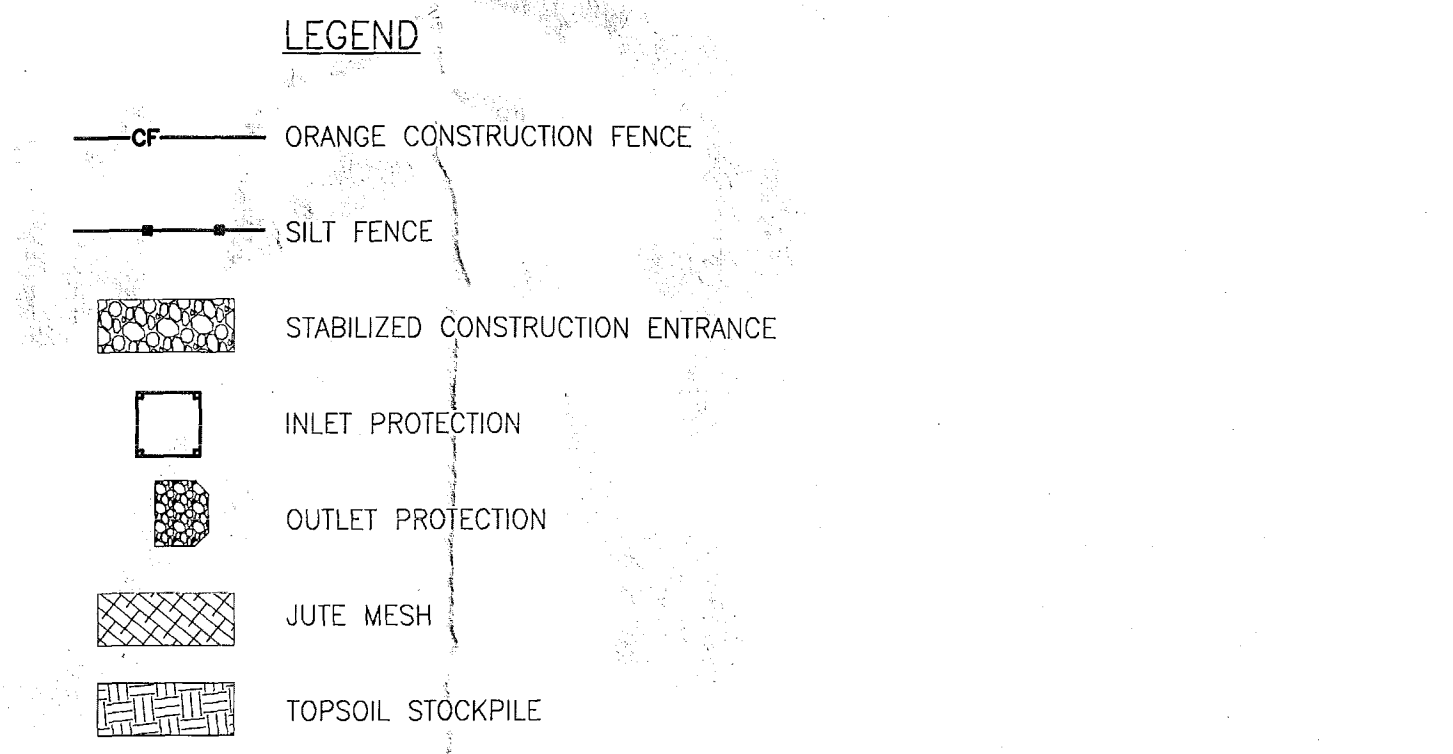 LEGEND
CF ORANGE CONSTRUCTION FENCE
SILT FENCE
STABILIZED CONSTRUCTION ENTRANCE
INLET PROTECTION
OUTLET PROTECTION
JUTE MESH
TOPSOIL STOCKPILE